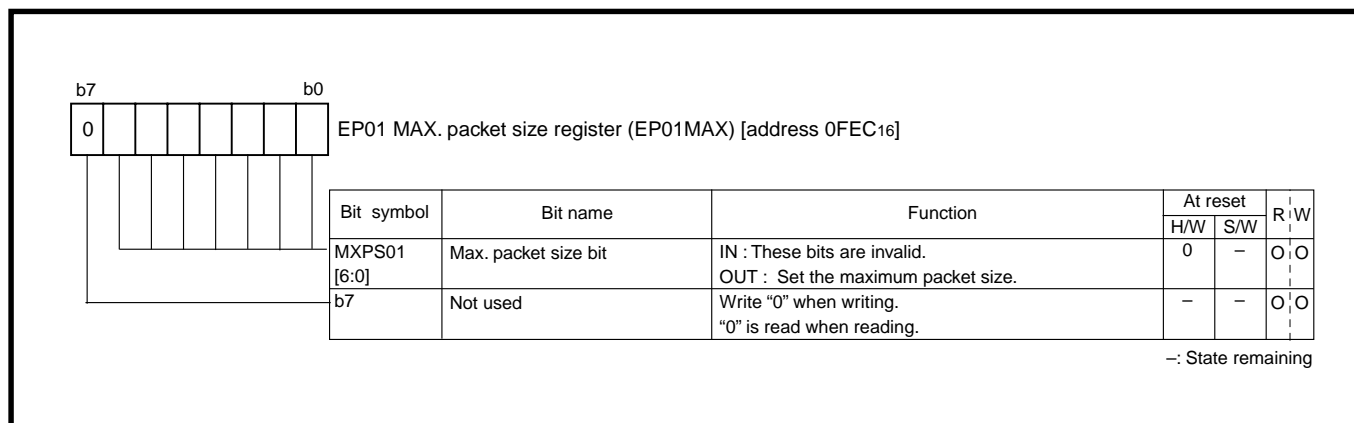 b7 b0
0 EP01 MAX. packet size register (EP01MAX) [address 0FEC16]
Bit symbol Bit name Function At reset R W
H/W S/W
MXPS01 Max. packet size bit IN : These bits are invalid. 0 – O O
[6:0] OUT : Set the maximum packet size.
b7 Not used Write “0” when writing. – – O O
“0” is read when reading.
–: State remaining